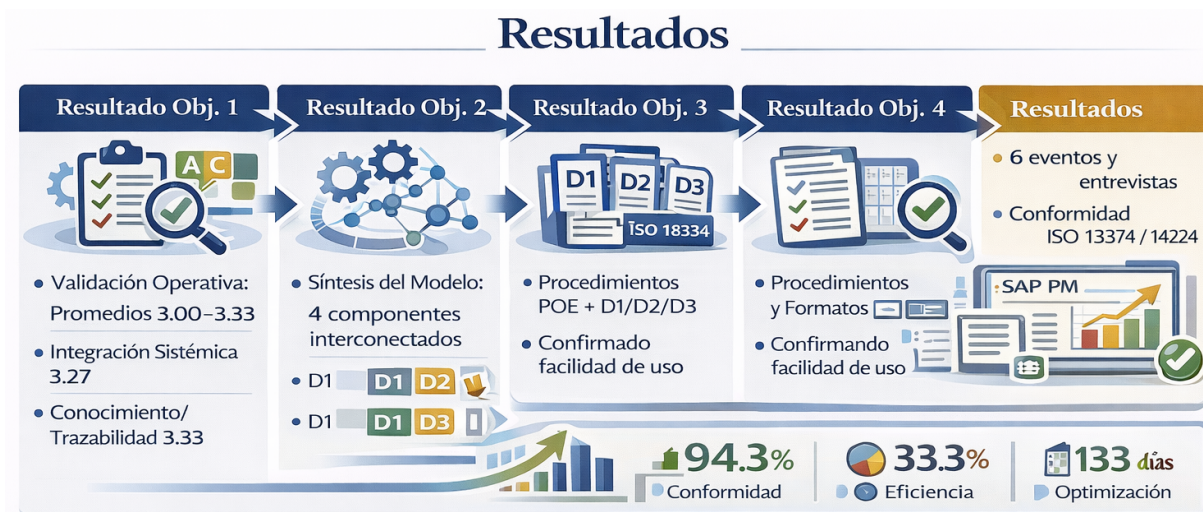 Resultados
Resultado Obj. 1
A C
• Validación Operativa:
Promedios 3.00–3.33
• Integración Sistémica
3.27
• Conocimiento/
Trazabilidad 3.33
Resultado Obj. 2
• Síntesis del Modelo:
4 componentes
interconectados
• D1 D1 D2
• D1 D1 D3
Resultado Obj. 3
D1 D2 D3
ISO 18334
• Procedimientos
POE + D1/D2/D3
• Confirmado
facilidad de uso
Resultado Obj. 4
• Procedimientos
y Formatos
• Confirmando
facilidad de uso
Resultados
• 6 eventos y
entrevistas
• Conformidad
ISO 13374 / 14224
SAP PM
94.3%
Conformidad
33.3%
Eficiencia
133 días
Optimización